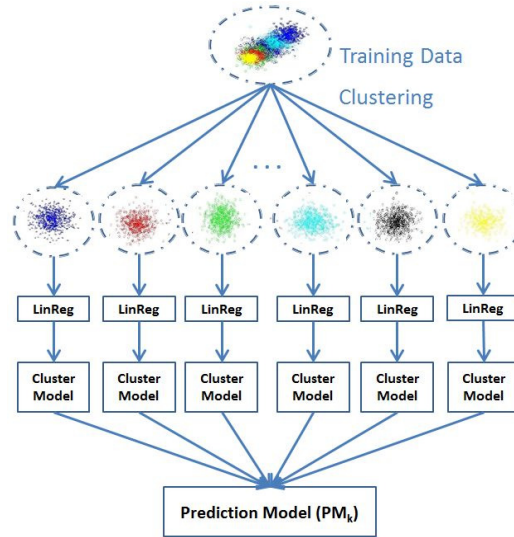 Training Data
Clustering
...
LinReg LinReg LinReg LinReg LinReg LinReg
Cluster Cluster Cluster Cluster Cluster Cluster
Model Model Model Model Model Model
Prediction Model (PMk)